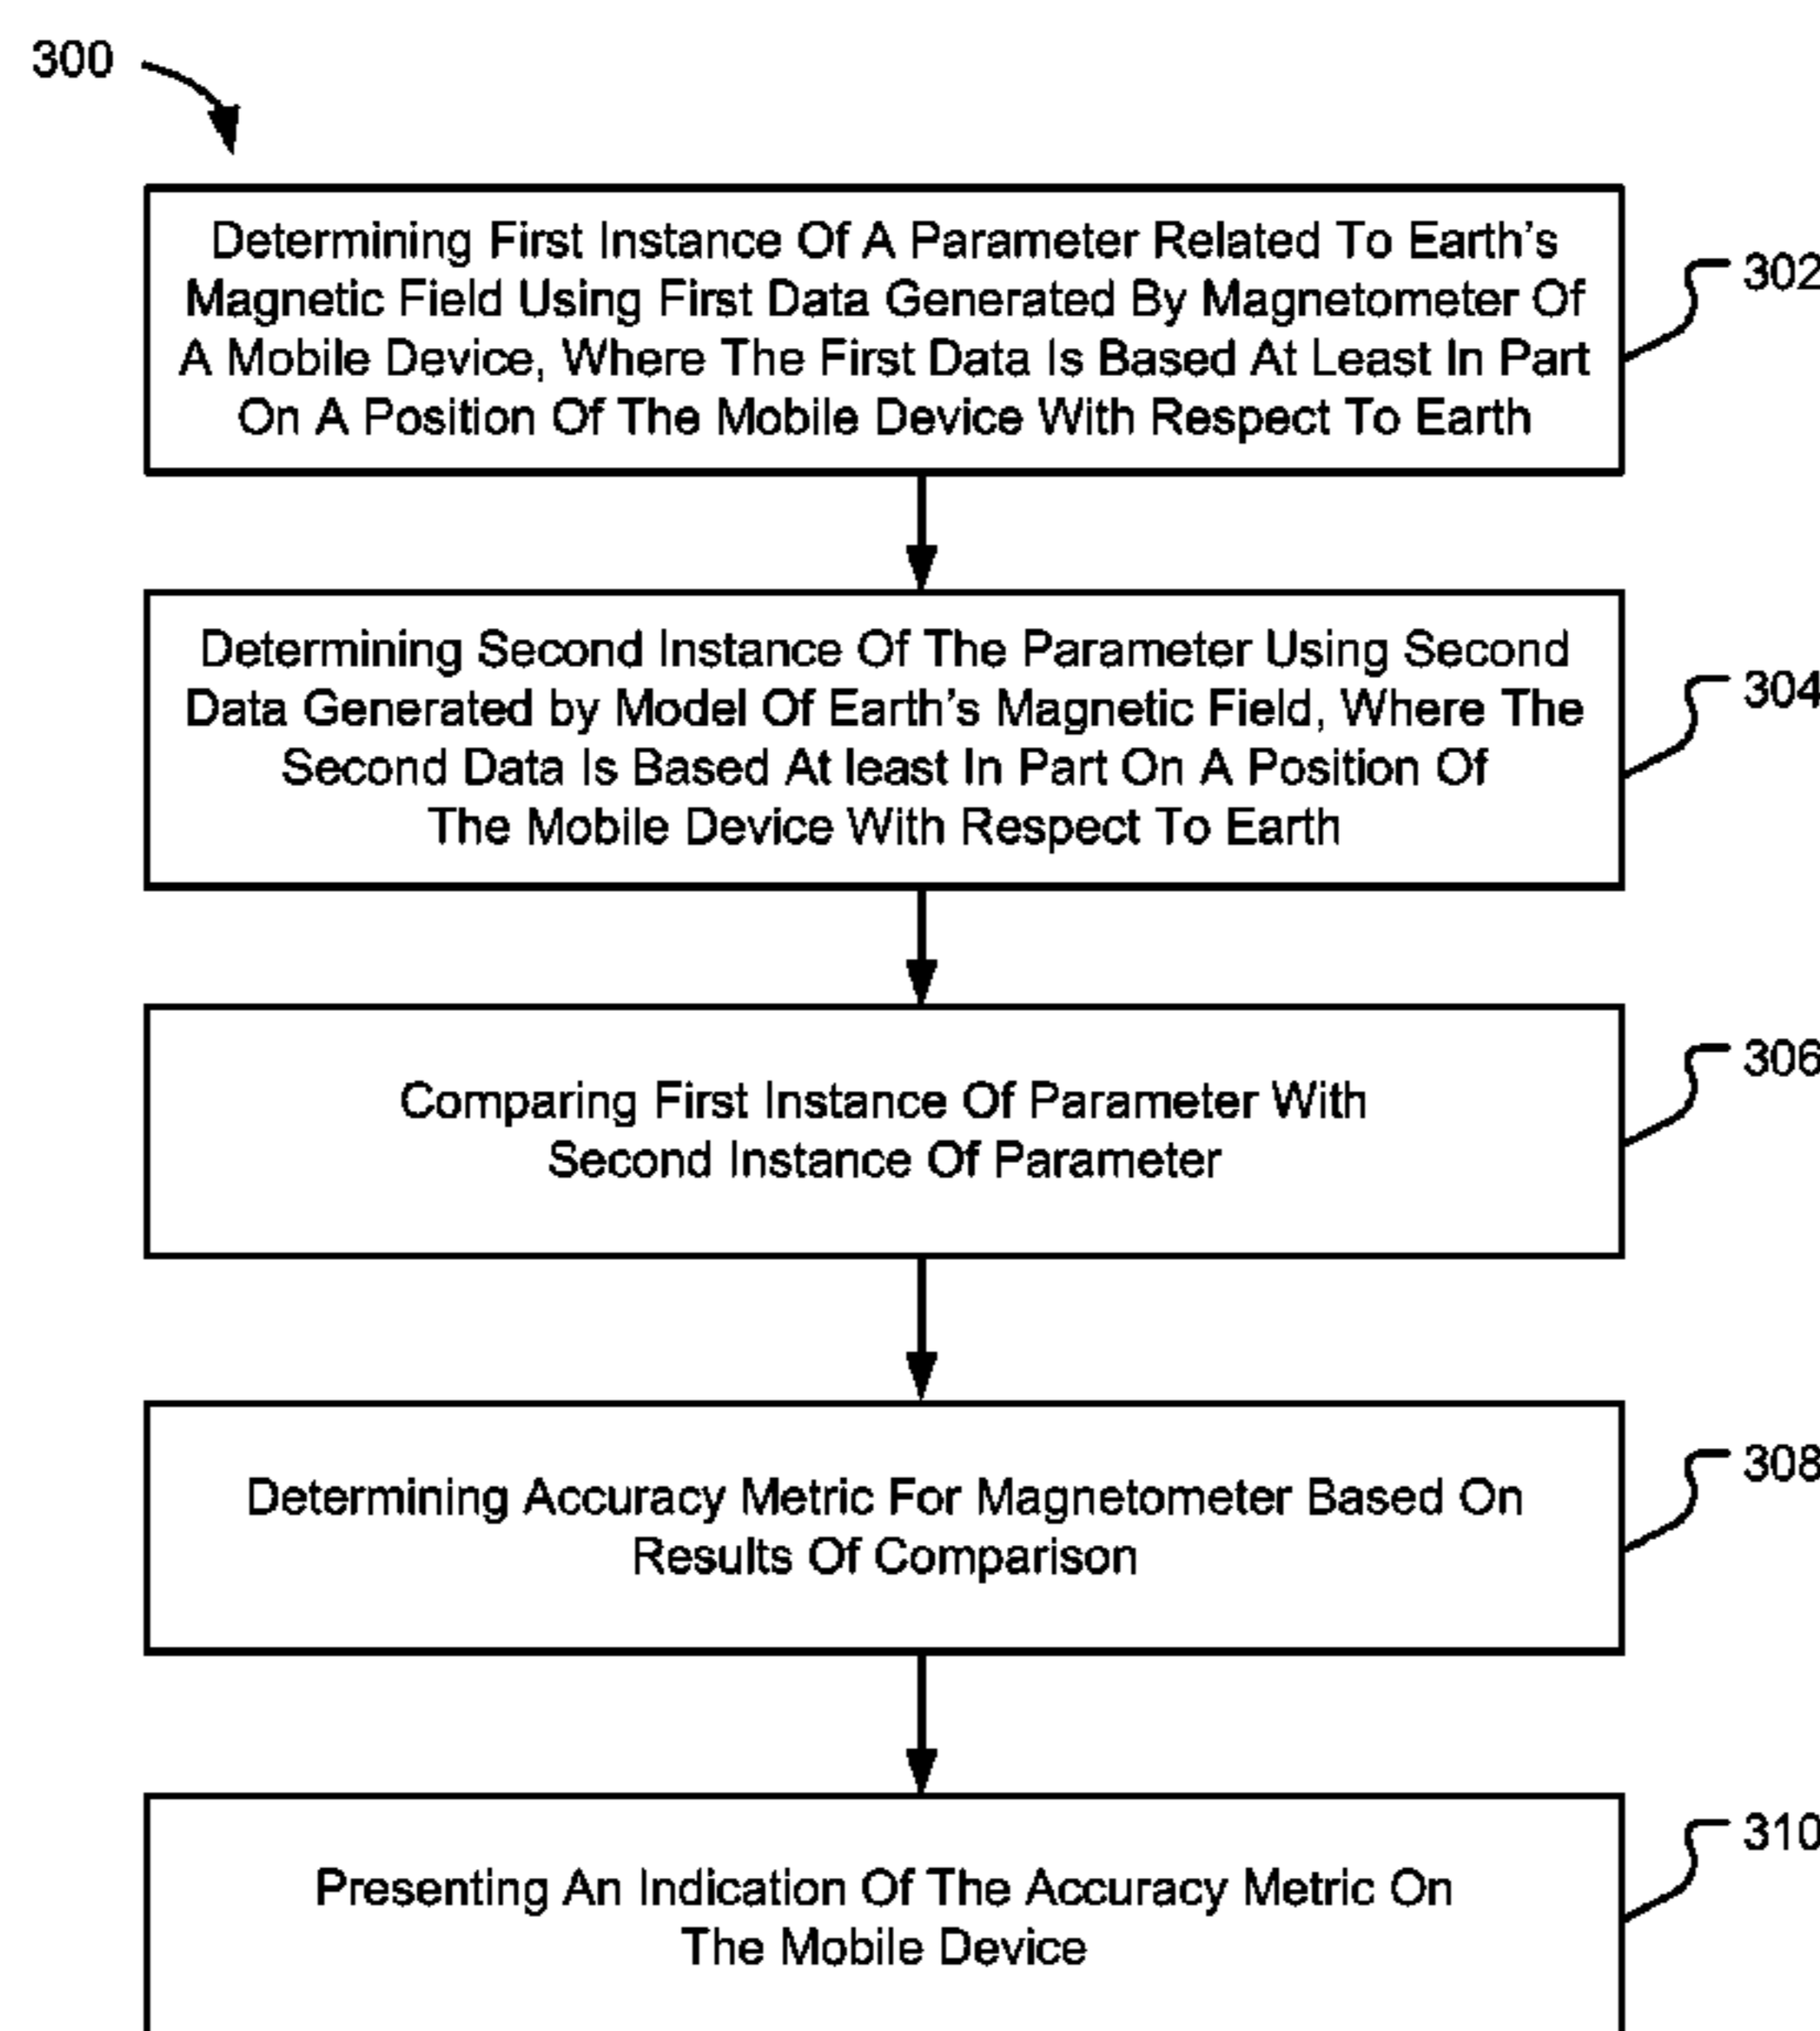 300
Determining First Instance Of A Parameter Related To Earth's
Magnetic Field Using First Data Generated By Magnetometer Of
A Mobile Device, Where The First Data Is Based At Least In Part
On A Position Of The Mobile Device With Respect To Earth
302
Determining Second Instance Of The Parameter Using Second
Data Generated by Model Of Earth's Magnetic Field, Where The
Second Data Is Based At least In Part On A Position Of
The Mobile Device With Respect To Earth
304
Comparing First Instance Of Parameter With
Second Instance Of Parameter
306
Determining Accuracy Metric For Magnetometer Based On
Results Of Comparison
308
Presenting An Indication Of The Accuracy Metric On
The Mobile Device
310